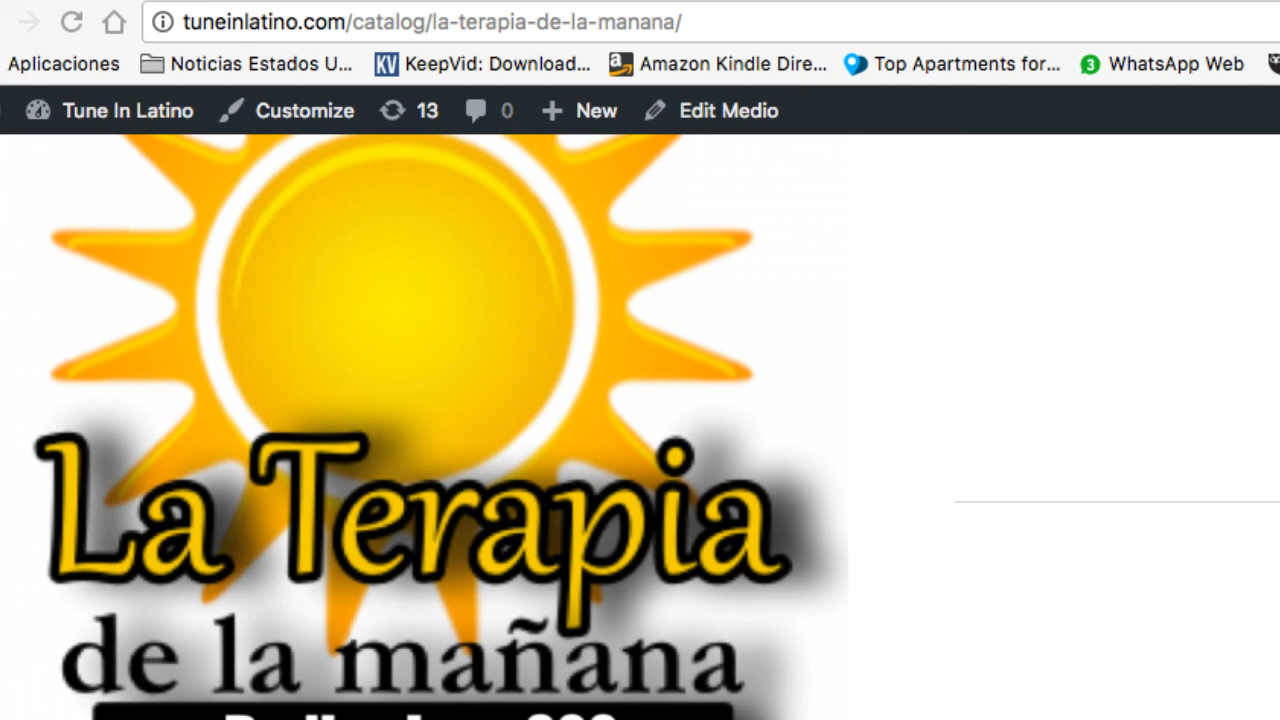 tuneinlatino.com/catalog/la-terapia-de-la-manana/
Aplicaciones Noticias Estados U... KV KeepVid: Download... a Amazon Kindle Dire... Top Apartments for... 3 WhatsApp Web
Tune In Latino Customize 13 0 New Edit Medio
La Terapia
de la mañana